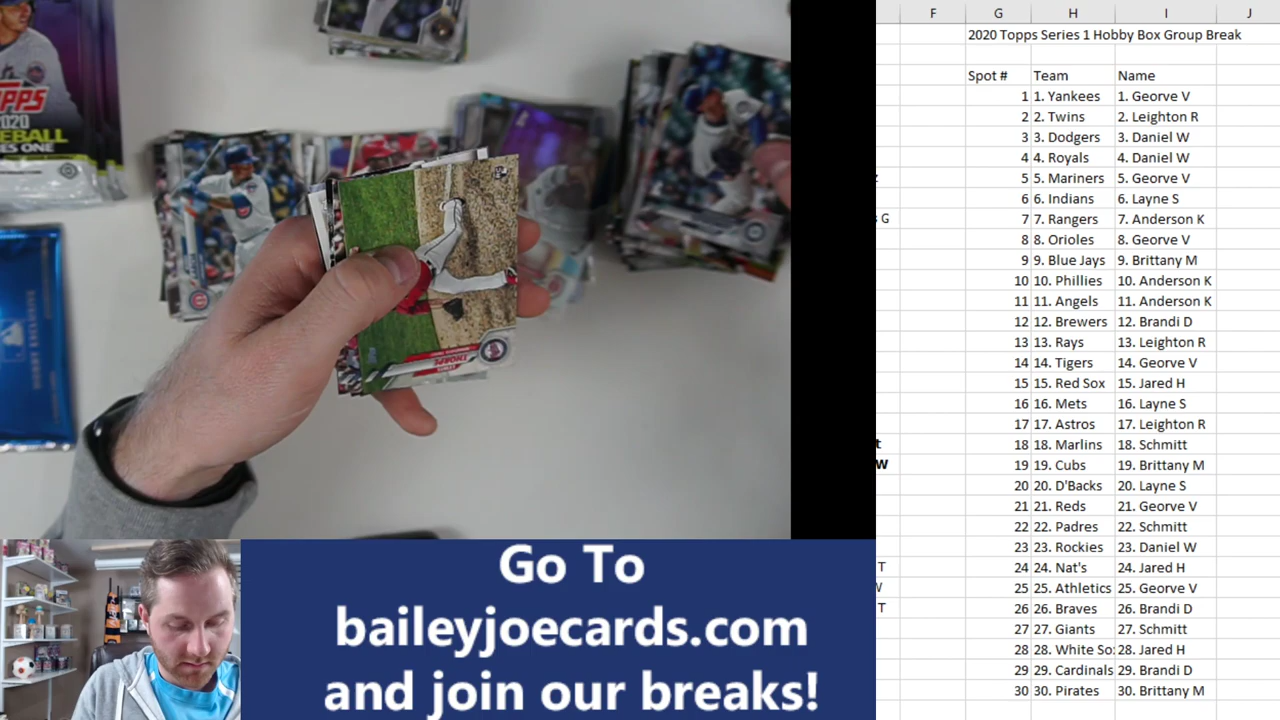 TOPPS
2020
BASEBALL
SERIES ONE
THORPE
F
G
H
I
J
2020 Topps Series 1 Hobby Box Group Break
Spot # Team Name
1 1. Yankees 1. Georve V
2 2. Twins 2. Leighton R
3 3. Dodgers 3. Daniel W
4 4. Royals 4. Daniel W
5 5. Mariners 5. Georve V
6 6. Indians 6. Layne S
G 7 7. Rangers 7. Anderson K
8 8. Orioles 8. Georve V
9 9. Blue Jays 9. Brittany M
10 10. Phillies 10. Anderson K
11 11. Angels 11. Anderson K
12 12. Brewers 12. Brandi D
13 13. Rays 13. Leighton R
14 14. Tigers 14. Georve V
15 15. Red Sox 15. Jared H
16 16. Mets 16. Layne S
17 17. Astros 17. Leighton R
t 18 18. Marlins 18. Schmitt
W 19 19. Cubs 19. Brittany M
20 20. D'Backs 20. Layne S
21 21. Reds 21. Georve V
22 22. Padres 22. Schmitt
23 23. Rockies 23. Daniel W
T 24 24. Nat's 24. Jared H
25 25. Athletics 25. Georve V
T 26 26. Braves 26. Brandi D
27 27. Giants 27. Schmitt
28 28. White So 28. Jared H
29 29. Cardinals 29. Brandi D
30 30. Pirates 30. Brittany M
Go To
baileyjoecards.com
and join our breaks!